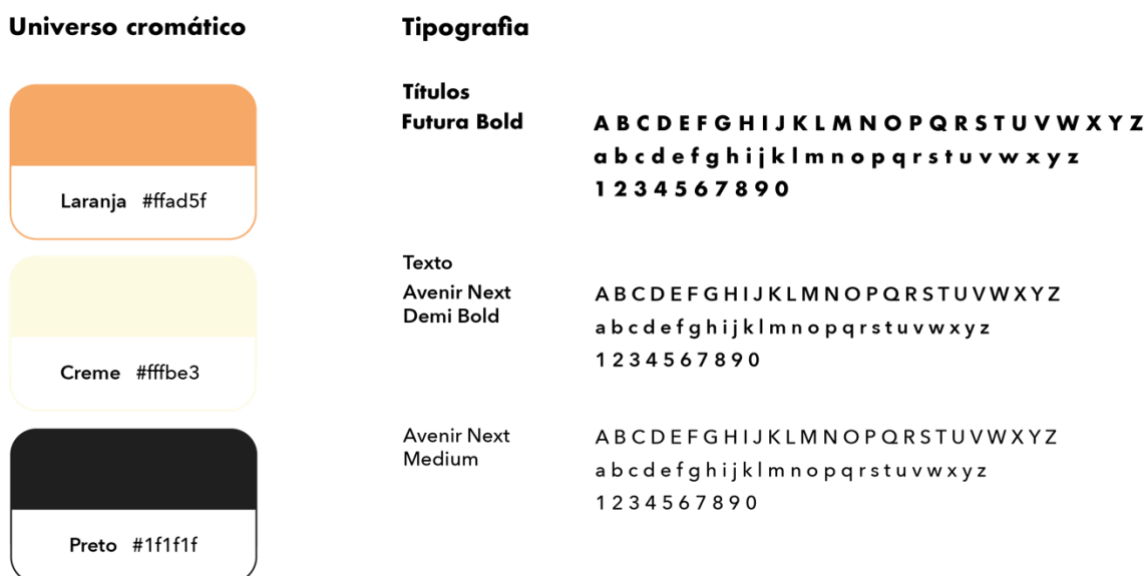 Universo cromático
Laranja #ffad5f
Creme #fffbe3
Preto #1f1f1f
Tipografia
Títulos
Futura Bold
A B C D E F G H I J K L M N O P Q R S T U V W X Y Z
a b c d e f g h i j k l m n o p q r s t u v w x y z
1 2 3 4 5 6 7 8 9 0
Texto
Avenir Next
Demi Bold
A B C D E F G H I J K L M N O P Q R S T U V W X Y Z
a b c d e f g h i j k l m n o p q r s t u v w x y z
1 2 3 4 5 6 7 8 9 0
Avenir Next
Medium
A B C D E F G H I J K L M N O P Q R S T U V W X Y Z
a b c d e f g h i j k l m n o p q r s t u v w x y z
1 2 3 4 5 6 7 8 9 0